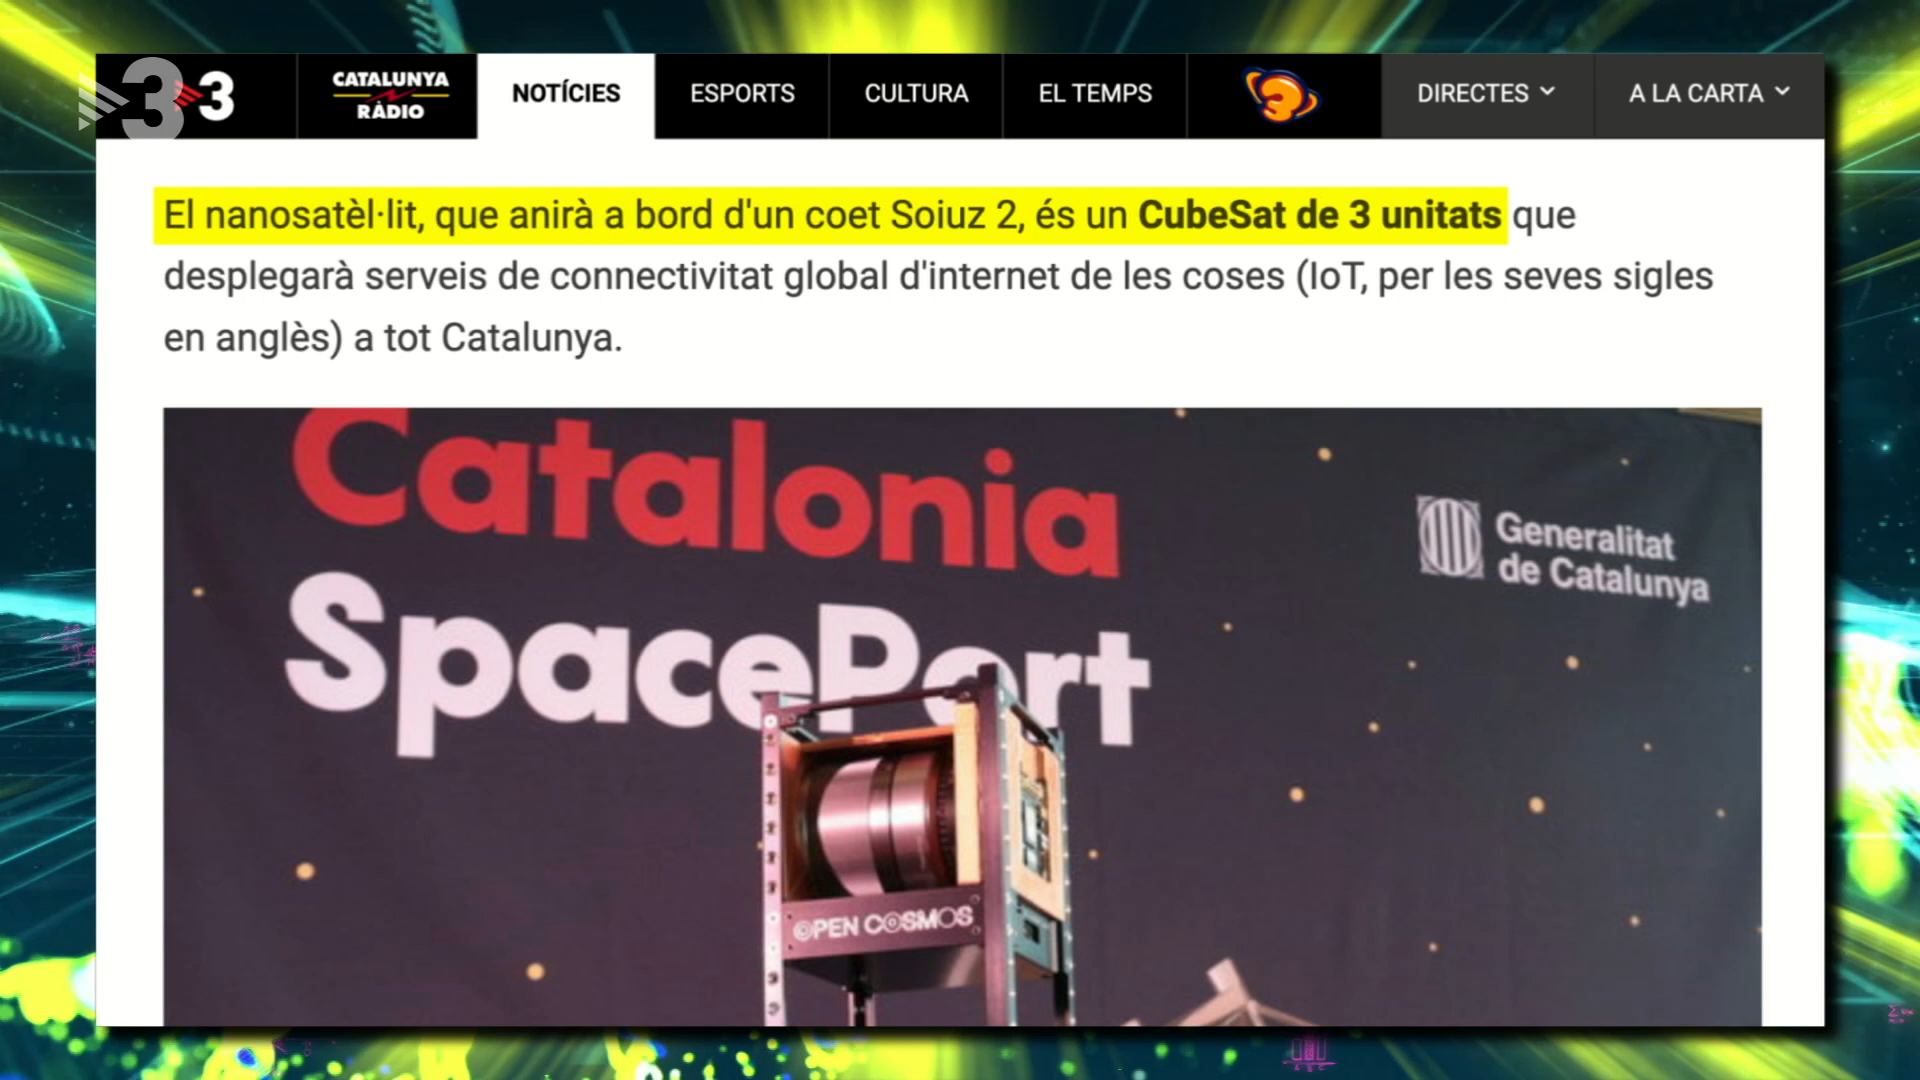 3
3
CATALUNYA
RÀDIO
NOTÍCIES
ESPORTS
CULTURA
EL TEMPS
3
DIRECTES
A LA CARTA
El nanosatèl·lit, que anirà a bord d'un coet Soiuz 2, és un CubeSat de 3 unitats que
desplegarà serveis de connectivitat global d'internet de les coses (IoT, per les seves sigles
en anglès) a tot Catalunya.
Catalonia
SpacePort
Generalitat
de Catalunya
OPEN COSMOS